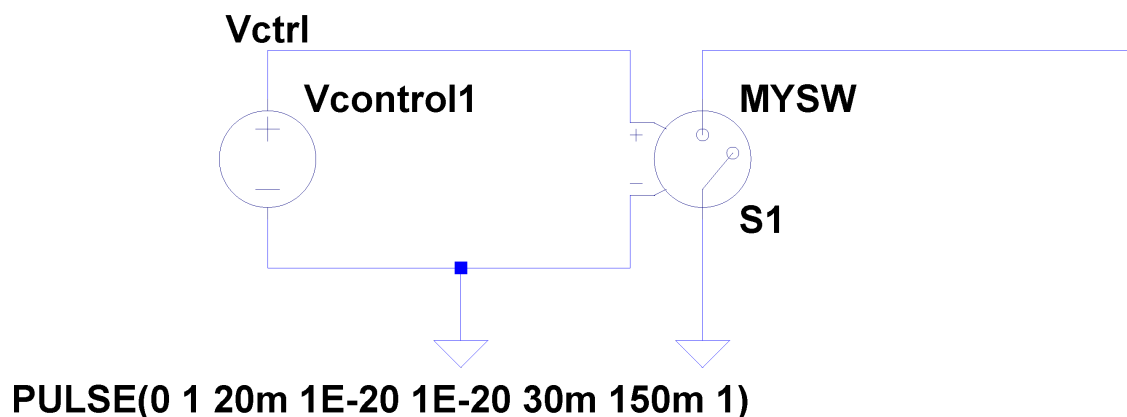 Vctrl
Vcontrol1
MYSW
+
+
-
-
S1
PULSE(0 1 20m 1E-20 1E-20 30m 150m 1)